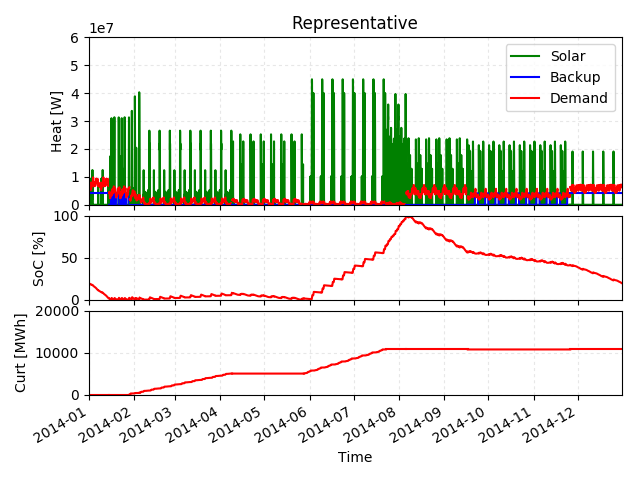 Representative
1e7
6
5
4
3
2
1
0
Heat [W]
Solar
Backup
Demand
100
50
0
SoC [%]
20000
10000
0
Curt [MWh]
2014-01
2014-02
2014-03
2014-04
2014-05
2014-06
2014-07
2014-08
2014-09
2014-10
2014-11
2014-12
Time